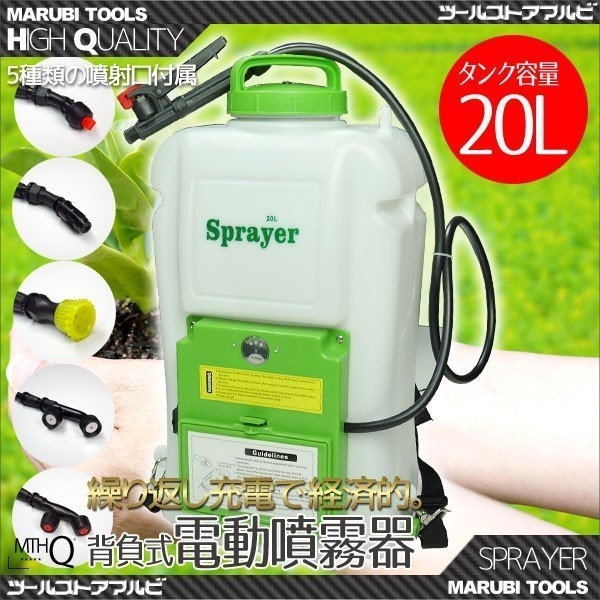 MARUBI TOOLS
ツールストアマルビ
HIGH QUALITY
5種類の噴射口付属
タンク容量
20L
20L
Sprayer
Guidelines
繰り返し充電で経済的。
MTHQ
背負式電動噴霧器
SPRAYER
ツールストアマルビ
MARUBI TOOLS